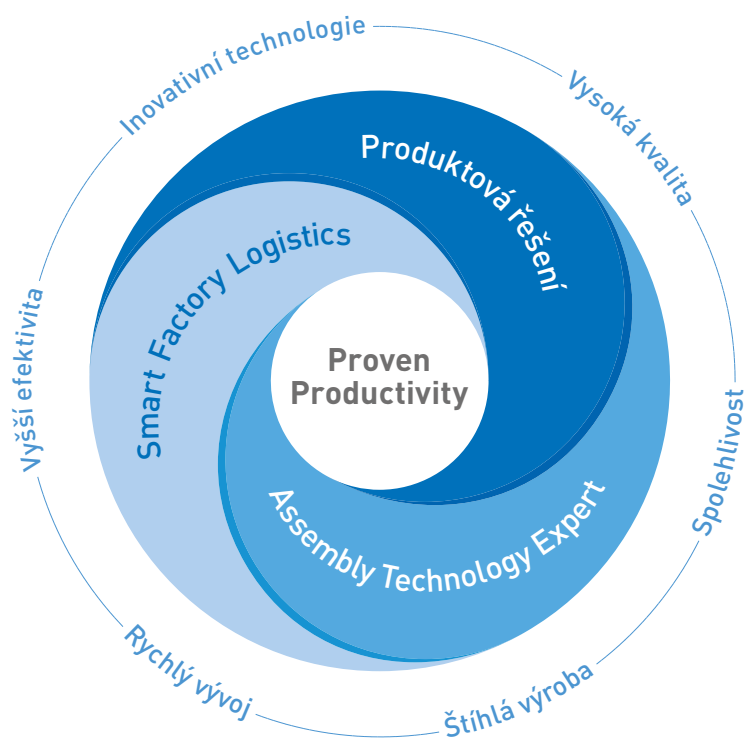 Inovativní technologie
Vysoká kvalita
Spolehlivost
Štíhlá výroba
Rychlý vývoj
Vyšší efektivita
Produktová řešení
Assembly Technology Expert
Smart Factory Logistics
Proven
Productivity